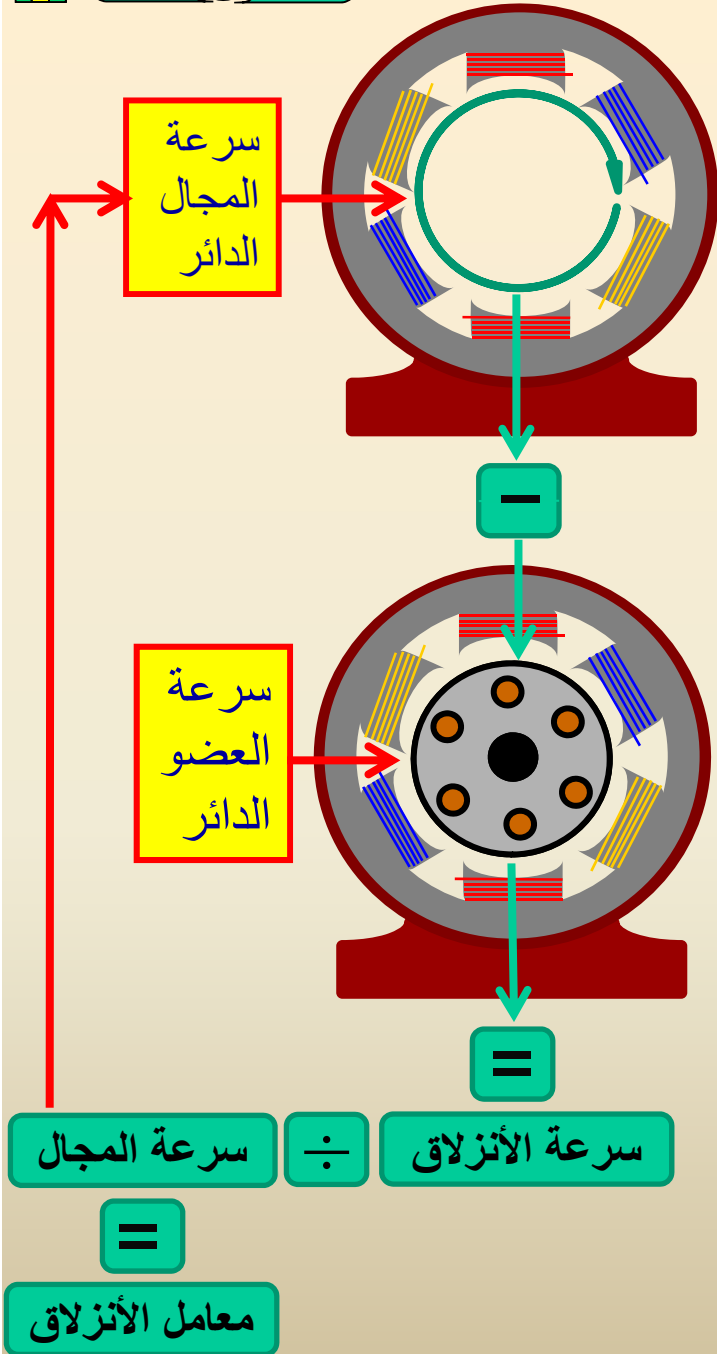 سرعة
المجال
الدائر
−
سرعة
العضو
الدائر
=
سرعة الأنزلاق ÷ سرعة المجال
=
معامل الأنزلاق